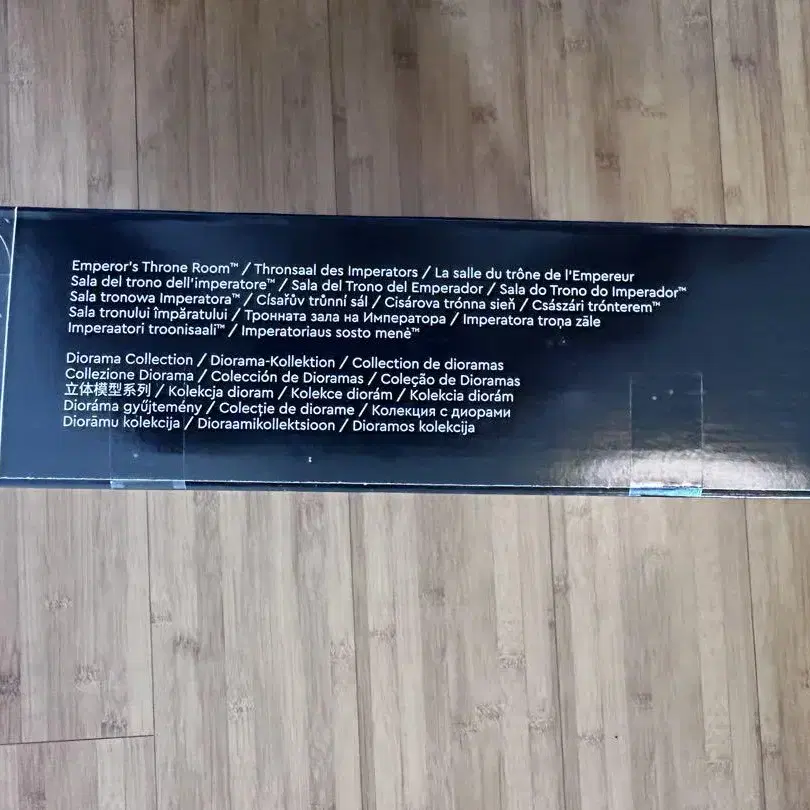 Emperor's Throne Room™ / Thronsaal des Imperators / La salle du trône de l'Empereur
Sala del trono dell'imperatore™ / Sala del Trono del Emperador / Sala do Trono do Imperador™
Sala tronowa Imperatora™ / Císařův trůnní sál / Cisárova trónna sieň / Császári trónterem™
Sala tronului împăratului / Тронната зала на Императора / Imperatora troņa zāle
Imperaatori troonisaali™ / Imperatoriaus sosto menė™
Diorama Collection / Diorama-Kollektion / Collection de dioramas
Collezione Diorama / Colección de Dioramas / Coleção de Dioramas
立体模型系列 / Kolekcja dioram / Kolekce diorám / Kolekcia diorám
Dioráma gyűjtemény / Colecție de diorame / Колекция с диорами
Diorāmu kolekcija / Dioraamikollektsioon / Dioramos kolekcija